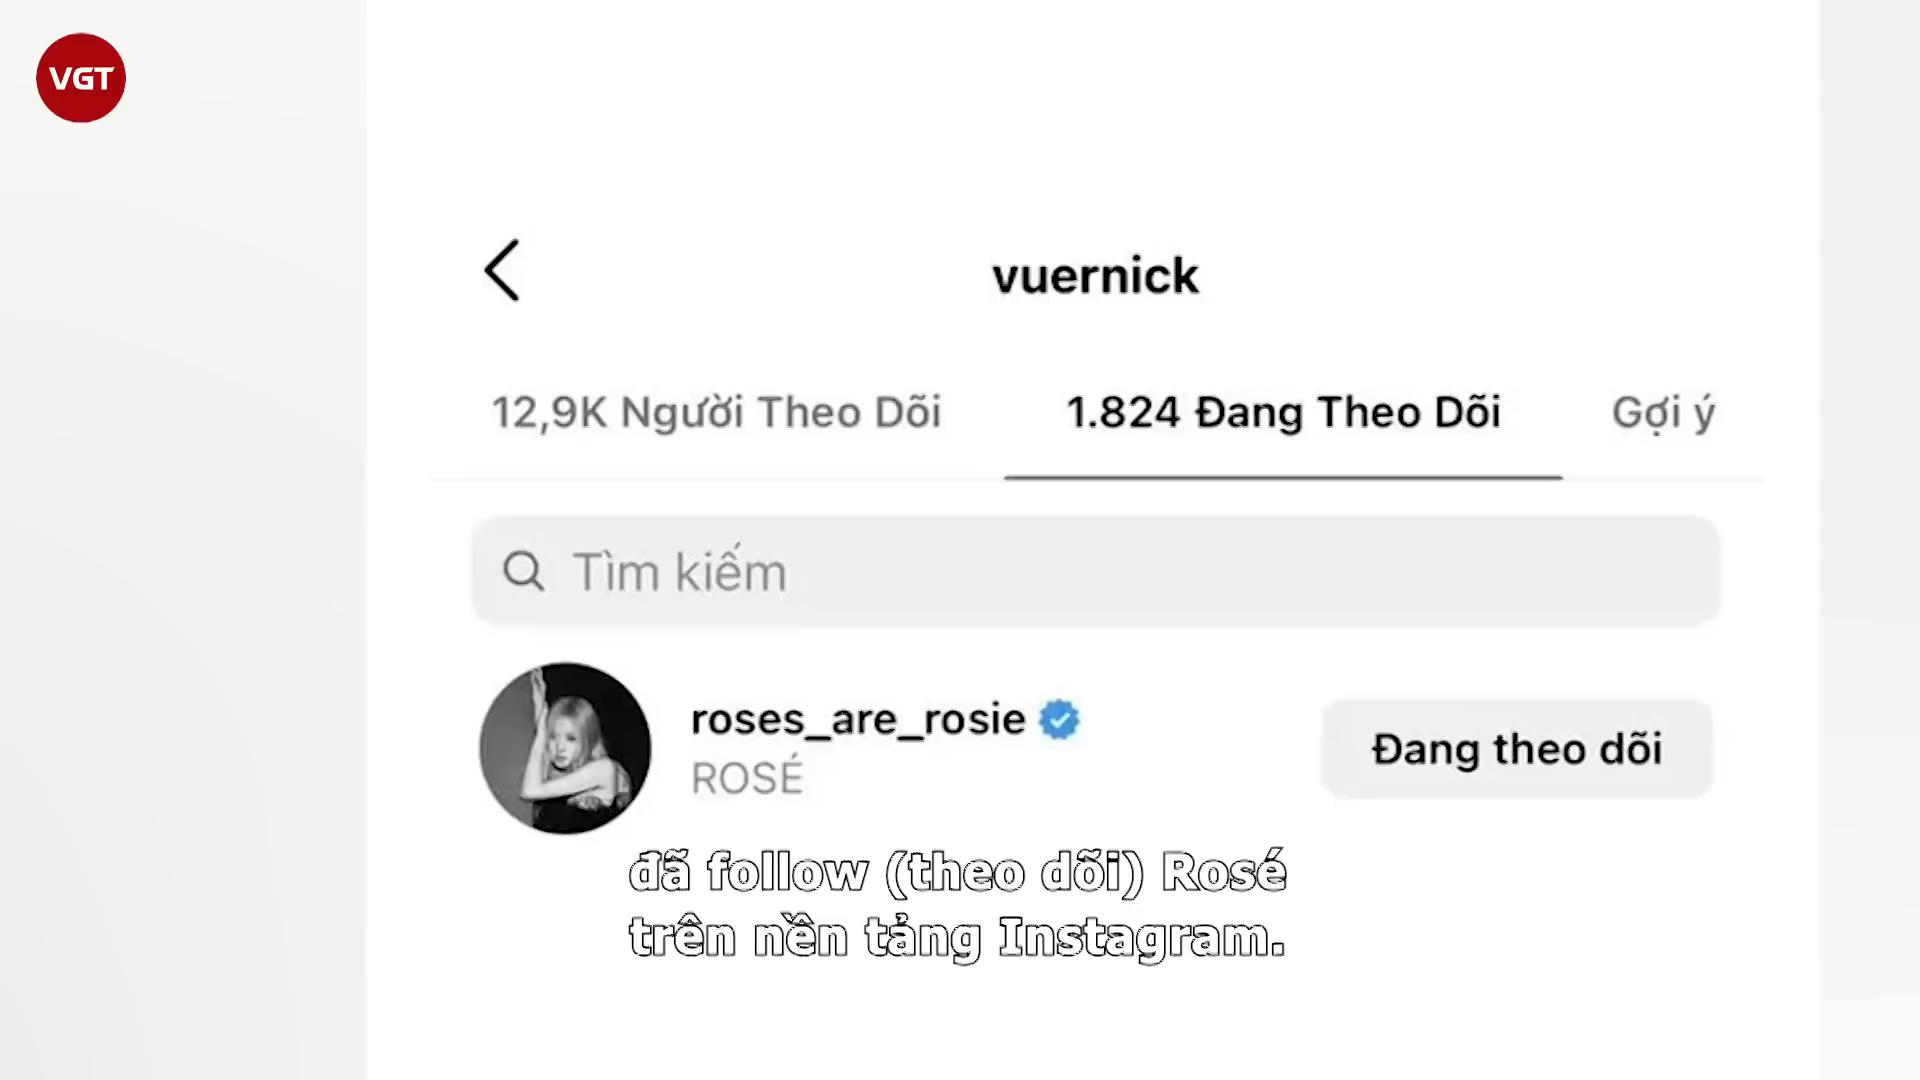 VGT
vuernick
12,9K Người Theo Dõi
1.824 Đang Theo Dõi
Gợi ý
Tìm kiếm
roses_are_rosie
ROSÉ
Đang theo dõi
đã follow (theo dõi) Rosé
trên nền tảng Instagram.